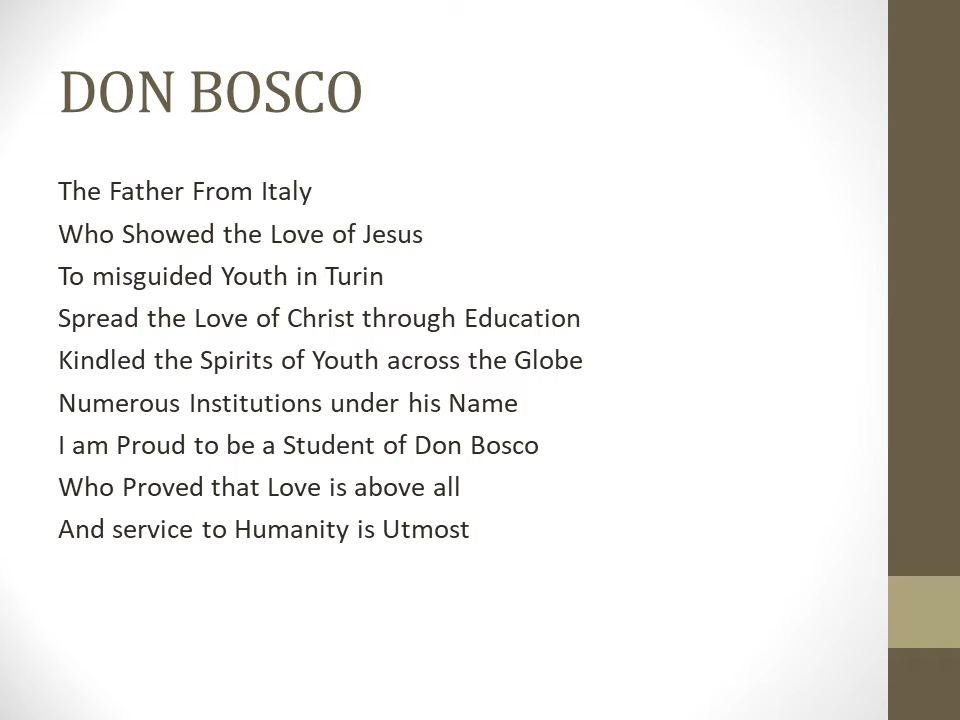 DON BOSCO
The Father From Italy
Who Showed the Love of Jesus
To misguided Youth in Turin
Spread the Love of Christ through Education
Kindled the Spirits of Youth across the Globe
Numerous Institutions under his Name
I am Proud to be a Student of Don Bosco
Who Proved that Love is above all
And service to Humanity is Utmost